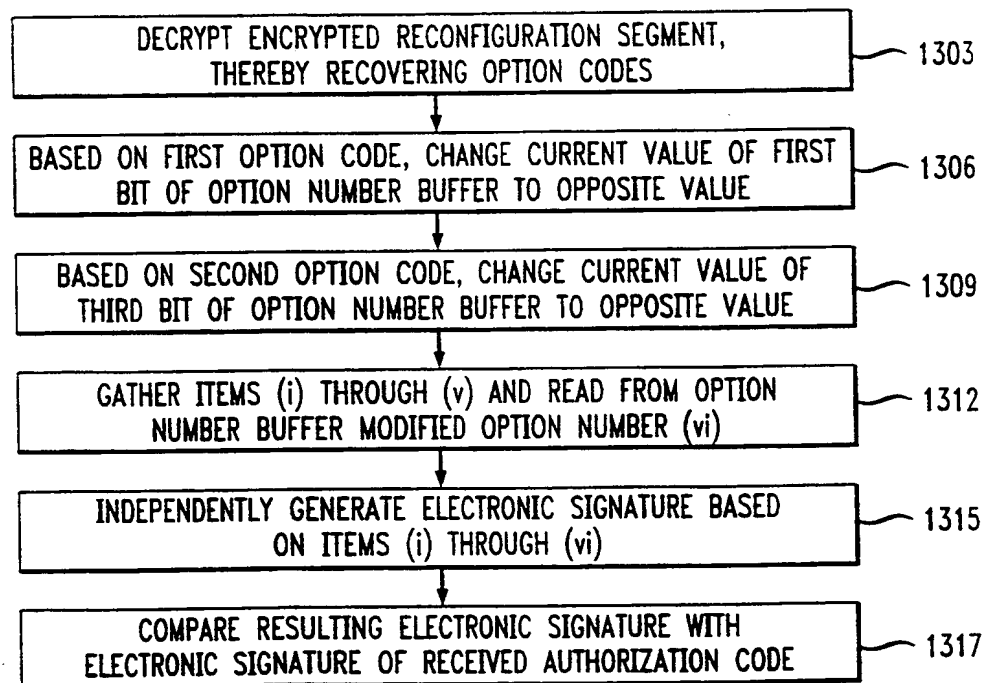 DECRYPT ENCRYPTED RECONFIGURATION SEGMENT,
THEREBY RECOVERING OPTION CODES
1303
BASED ON FIRST OPTION CODE, CHANGE CURRENT VALUE OF FIRST
BIT OF OPTION NUMBER BUFFER TO OPPOSITE VALUE
1306
BASED ON SECOND OPTION CODE, CHANGE CURRENT VALUE OF
THIRD BIT OF OPTION NUMBER BUFFER TO OPPOSITE VALUE
1309
GATHER ITEMS (i) THROUGH (v) AND READ FROM OPTION
NUMBER BUFFER MODIFIED OPTION NUMBER (vi)
1312
INDEPENDENTLY GENERATE ELECTRONIC SIGNATURE BASED
ON ITEMS (i) THROUGH (vi)
1315
COMPARE RESULTING ELECTRONIC SIGNATURE WITH
ELECTRONIC SIGNATURE OF RECEIVED AUTHORIZATION CODE
1317